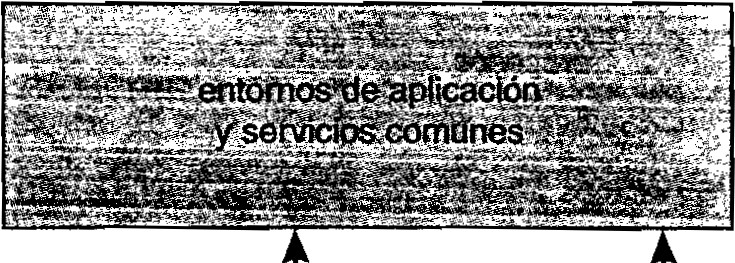 entornos de aplicación
y servicios comunes